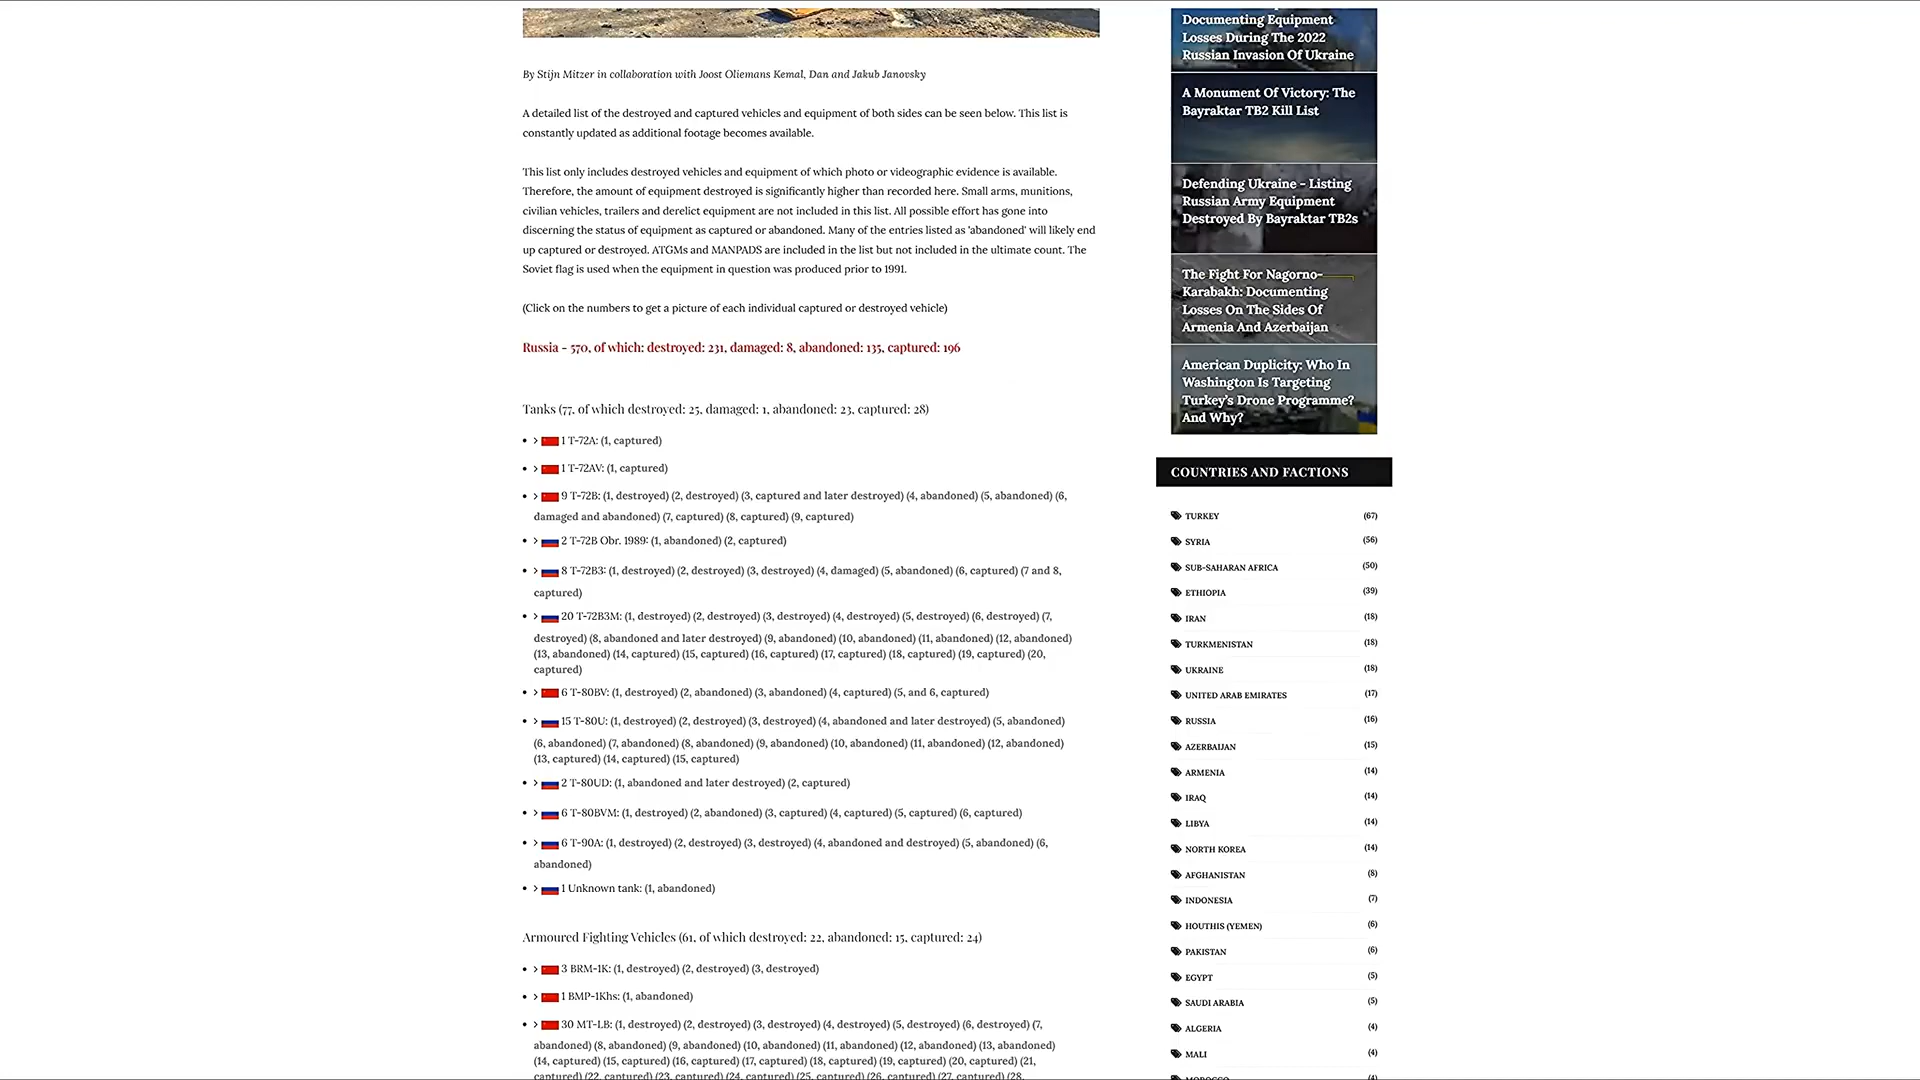 By Stijn Mitzer in collaboration with Joost Oliemans Kemal, Dan and Jakub Janovsky
A detailed list of the destroyed and captured vehicles and equipment of both sides can be seen below. This list is
constantly updated as additional footage becomes available.
This list only includes destroyed vehicles and equipment of which photo or videographic evidence is available.
Therefore, the amount of equipment destroyed is significantly higher than recorded here. Small arms, munitions,
civilian vehicles, trailers and derelict equipment are not included in this list. All possible effort has gone into
discerning the status of equipment as captured or abandoned. Many of the entries listed as 'abandoned' will likely end
up captured or destroyed. ATGMs and MANPADS are included in the list but not included in the ultimate count. The
Soviet flag is used when the equipment in question was produced prior to 1991.
(Click on the numbers to get a picture of each individual captured or destroyed vehicle)
Russia - 570, of which: destroyed: 231, damaged: 8, abandoned: 135, captured: 196
Tanks (77, of which destroyed: 25, damaged: 1, abandoned: 23, captured: 28)
1 T-72A: (1, captured)
1 T-72AV: (1, captured)
9 T-72B: (1, destroyed) (2, destroyed) (3, captured and later destroyed) (4, abandoned) (5, abandoned) (6,
damaged and abandoned) (7, captured) (8, captured) (9, captured)
2 T-72B Obr. 1989: (1, abandoned) (2, captured)
8 T-72B3: (1, destroyed) (2, destroyed) (3, destroyed) (4, damaged) (5, abandoned) (6, captured) (7 and 8,
captured)
20 T-72B3M: (1, destroyed) (2, destroyed) (3, destroyed) (4, destroyed) (5, destroyed) (6, destroyed) (7,
destroyed) (8, abandoned and later destroyed) (9, abandoned) (10, abandoned) (11, abandoned) (12, abandoned)
(13, abandoned) (14, captured) (15, captured) (16, captured) (17, captured) (18, captured) (19, captured) (20,
captured)
6 T-80BV: (1, destroyed) (2, abandoned) (3, abandoned) (4, captured) (5, and 6, captured)
15 T-80U: (1, destroyed) (2, destroyed) (3, destroyed) (4, abandoned and later destroyed) (5, abandoned)
(6, abandoned) (7, abandoned) (8, abandoned) (9, abandoned) (10, abandoned) (11, abandoned) (12, abandoned)
(13, captured) (14, captured) (15, captured)
2 T-80UD: (1, abandoned and later destroyed) (2, captured)
6 T-80BVM: (1, destroyed) (2, abandoned) (3, captured) (4, captured) (5, captured) (6, captured)
6 T-90A: (1, destroyed) (2, destroyed) (3, destroyed) (4, abandoned and destroyed) (5, abandoned) (6,
abandoned)
1 Unknown tank: (1, abandoned)
Armoured Fighting Vehicles (61, of which destroyed: 22, abandoned: 15, captured: 24)
3 BRM-1K: (1, destroyed) (2, destroyed) (3, destroyed)
1 BMP-1Khs: (1, abandoned)
30 MT-LB: (1, destroyed) (2, destroyed) (3, destroyed) (4, destroyed) (5, destroyed) (6, destroyed) (7,
abandoned) (8, abandoned) (9, abandoned) (10, abandoned) (11, abandoned) (12, abandoned) (13, abandoned)
(14, captured) (15, captured) (16, captured) (17, captured) (18, captured) (19, captured) (20, captured) (21,
captured) (22, captured) (23, captured) (24, captured) (25, captured) (26, captured) (27, captured) (28,
Documenting Equipment
Losses During The 2022
Russian Invasion Of Ukraine
A Monument Of Victory: The
Bayraktar TB2 Kill List
Defending Ukraine - Listing
Russian Army Equipment
Destroyed By Bayraktar TB2s
The Fight For Nagorno-
Karabakh: Documenting
Losses On The Sides Of
Armenia And Azerbaijan
American Duplicity: Who In
Washington Is Targeting
Turkey's Drone Programme?
And Why?
COUNTRIES AND FACTIONS
TURKEY (67)
SYRIA (56)
SUB-SAHARAN AFRICA (50)
ETHIOPIA (39)
IRAN (18)
TURKMENISTAN (18)
UKRAINE (18)
UNITED ARAB EMIRATES (17)
RUSSIA (16)
AZERBAIJAN (15)
ARMENIA (14)
IRAQ (14)
LIBYA (14)
NORTH KOREA (14)
AFGHANISTAN (8)
INDONESIA (7)
HOUTHIS (YEMEN) (6)
PAKISTAN (6)
EGYPT (5)
SAUDI ARABIA (5)
ALGERIA (4)
MALI (4)
MOROCCO (4)